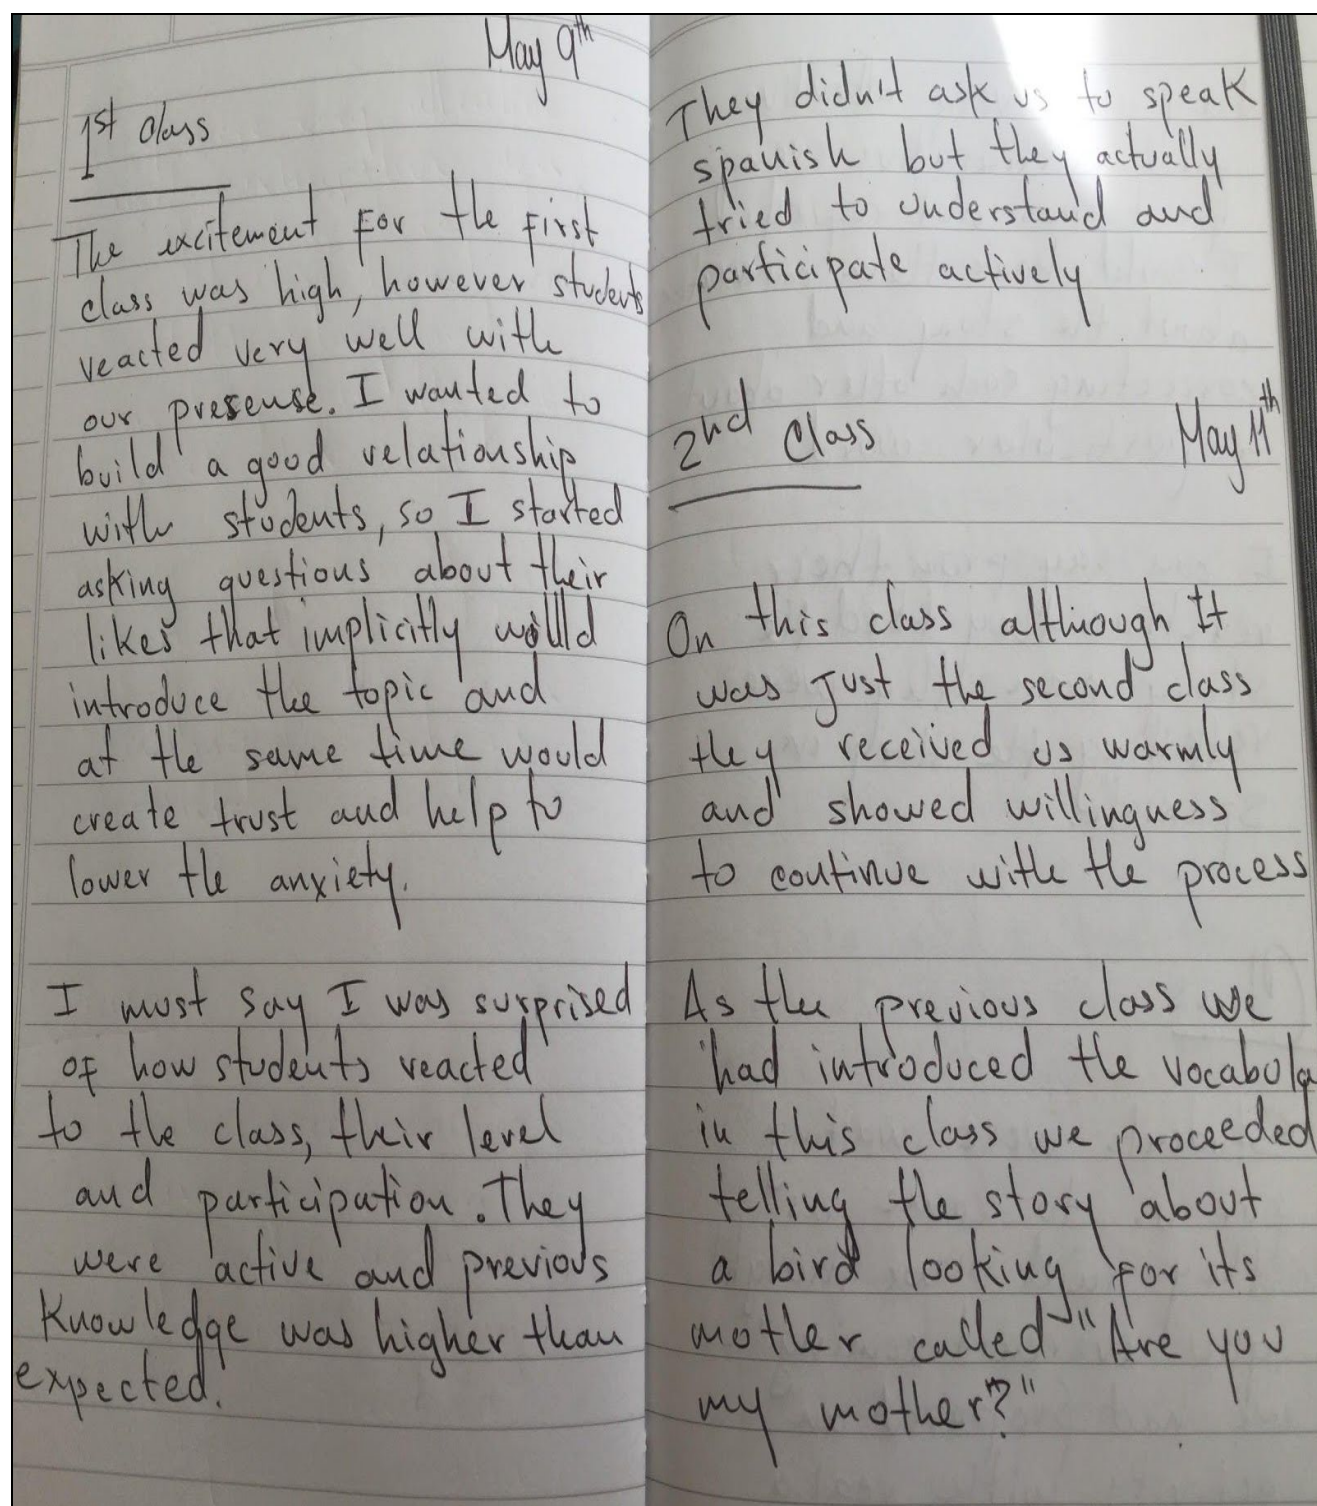 May 9th
1st class
The excitement for the first
class was high, however students
reacted very well with
our presense. I wanted to
build a good relationship
with students, so I started
asking questions about their
likes that implicitly would
introduce the topic and
at the same time would
create trust and help to
lower the anxiety.
I must say I was surprised
of how students reacted
to the class, their level
and participation. They
were active and previous
knowledge was higher than
expected.
They didn't ask us to speak
spanish but they actually
tried to understand and
participate actively
2nd Class May 11th
On this class although It
was just the second class
they received us warmly
and showed willingness
to continue with the process
As the previous class we
had introduced the vocabula
in this class we proceeded
telling the story about
a bird looking for its
mother called "Are you
my mother?"